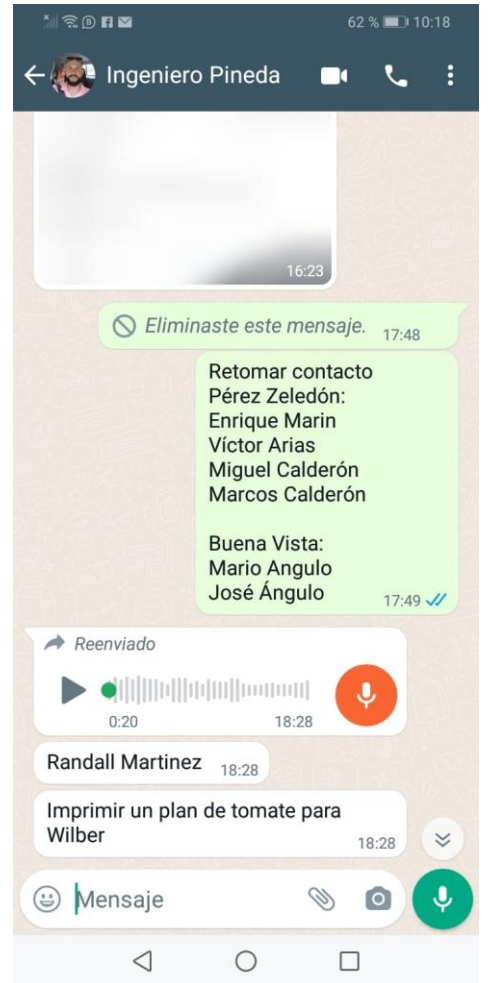 62 % 10:18
Ingeniero Pineda
16:23
Eliminaste este mensaje. 17:48
Retomar contacto
Pérez Zeledón:
Enrique Marin
Víctor Arias
Miguel Calderón
Marcos Calderón
Buena Vista:
Mario Angulo
José Ángulo 17:49
Reenviado
0:20 18:28
Randall Martinez 18:28
Imprimir un plan de tomate para
Wilber 18:28
Mensaje